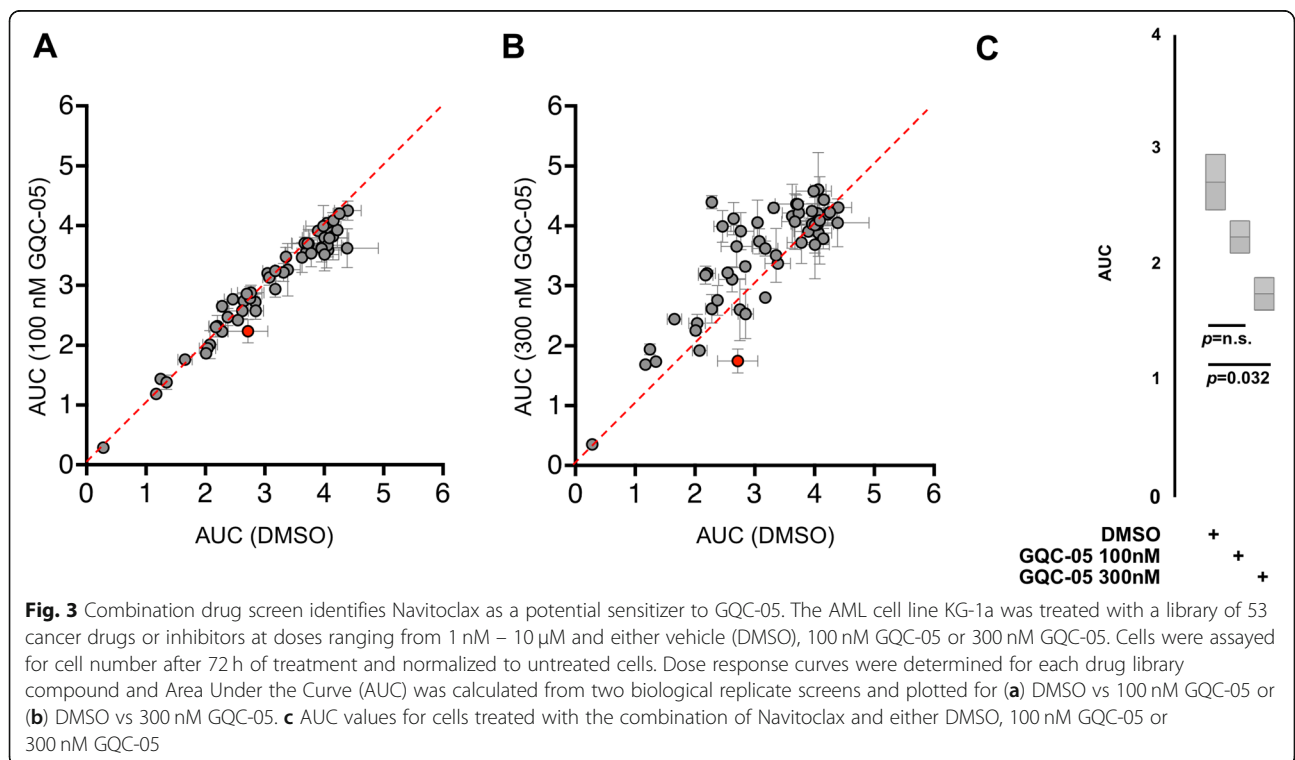 A
B
C
6
5
4
3
2
1
0
0 1 2 3 4 5 6
AUC (100 nM GQC-05)
AUC (DMSO)
6
5
4
3
2
1
0
0 1 2 3 4 5 6
AUC (300 nM GQC-05)
AUC (DMSO)
4
3
2
1
0
AUC
p=n.s.
p=0.032
DMSO +
GQC-05 100nM +
GQC-05 300nM +
Fig. 3 Combination drug screen identifies Navitoclax as a potential sensitizer to GQC-05. The AML cell line KG-1a was treated with a library of 53
cancer drugs or inhibitors at doses ranging from 1 nM – 10 μM and either vehicle (DMSO), 100 nM GQC-05 or 300 nM GQC-05. Cells were assayed
for cell number after 72 h of treatment and normalized to untreated cells. Dose response curves were determined for each drug library
compound and Area Under the Curve (AUC) was calculated from two biological replicate screens and plotted for (a) DMSO vs 100 nM GQC-05 or
(b) DMSO vs 300 nM GQC-05. c AUC values for cells treated with the combination of Navitoclax and either DMSO, 100 nM GQC-05 or
300 nM GQC-05